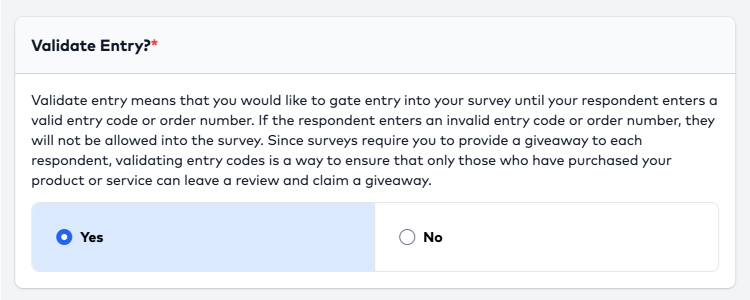 Validate Entry?*
Validate entry means that you would like to gate entry into your survey until your respondent enters a
valid entry code or order number. If the respondent enters an invalid entry code or order number, they
will not be allowed into the survey. Since surveys require you to provide a giveaway to each
respondent, validating entry codes is a way to ensure that only those who have purchased your
product or service can leave a review and claim a giveaway.
Yes
No